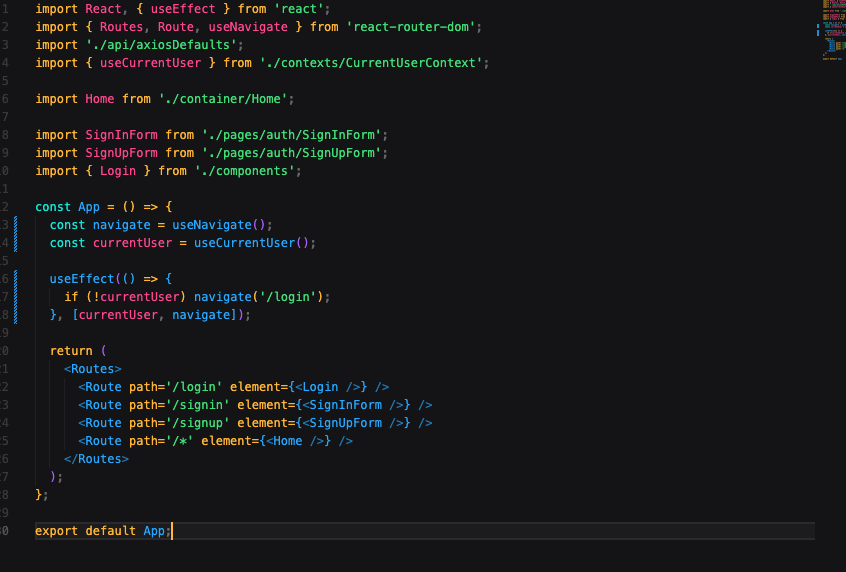 1 import React, { useEffect } from 'react';
2 import { Routes, Route, useNavigate } from 'react-router-dom';
3 import './api/axiosDefaults';
4 import { useCurrentUser } from './contexts/CurrentUserContext';
5
6 import Home from './container/Home';
7
8 import SignInForm from './pages/auth/SignInForm';
9 import SignUpForm from './pages/auth/SignUpForm';
0 import { Login } from './components';
1
2 const App = () => {
3 const navigate = useNavigate();
4 const currentUser = useCurrentUser();
5
6 useEffect(() => {
7 if (!currentUser) navigate('/login');
8 }, [currentUser, navigate]);
9
0 return (
1 <Routes>
2 <Route path='/login' element={<Login />} />
3 <Route path='/signin' element={<SignInForm />} />
4 <Route path='/signup' element={<SignUpForm />} />
5 <Route path='/*' element={<Home />} />
6 </Routes>
7 );
8 };
9
0 export default App;